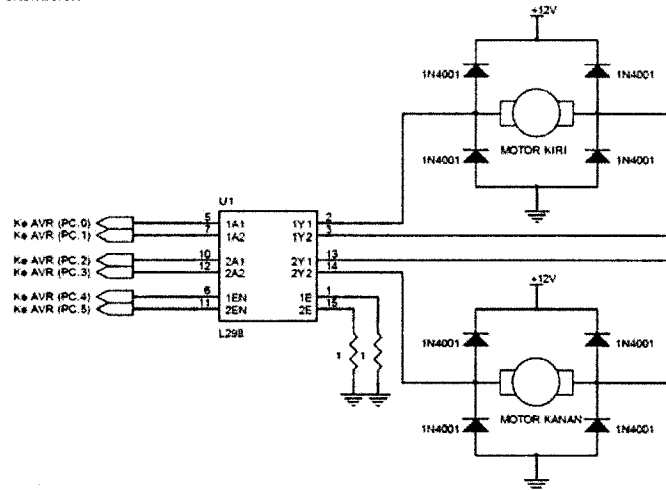 +12V
1N4001 1N4001
1N4001 1N4001
MOTOR KIRI
U1
Ke AVR (PC.0) 5 1A1 1Y1 2
Ke AVR (PC.1) 7 1A2 1Y2 3
Ke AVR (PC.2) 10 2A1 2Y1 13
Ke AVR (PC.3) 12 2A2 2Y2 14
Ke AVR (PC.4) 6 1EN 1E 1
Ke AVR (PC.5) 11 2EN 2E 15
L298
1 1
+12V
1N4001 1N4001
MOTOR KANAN
1N4001 1N4001